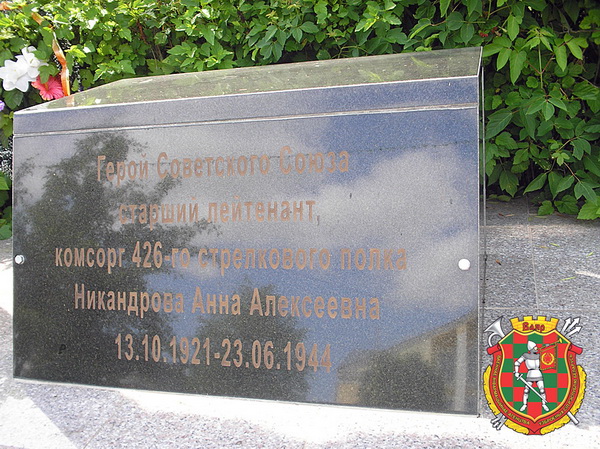 Герой Советского Союза
старший лейтенант,
комсорг 426-го стрелкового полка
Никандрова Анна Алексеевна
13.10.1921-23.06.1944